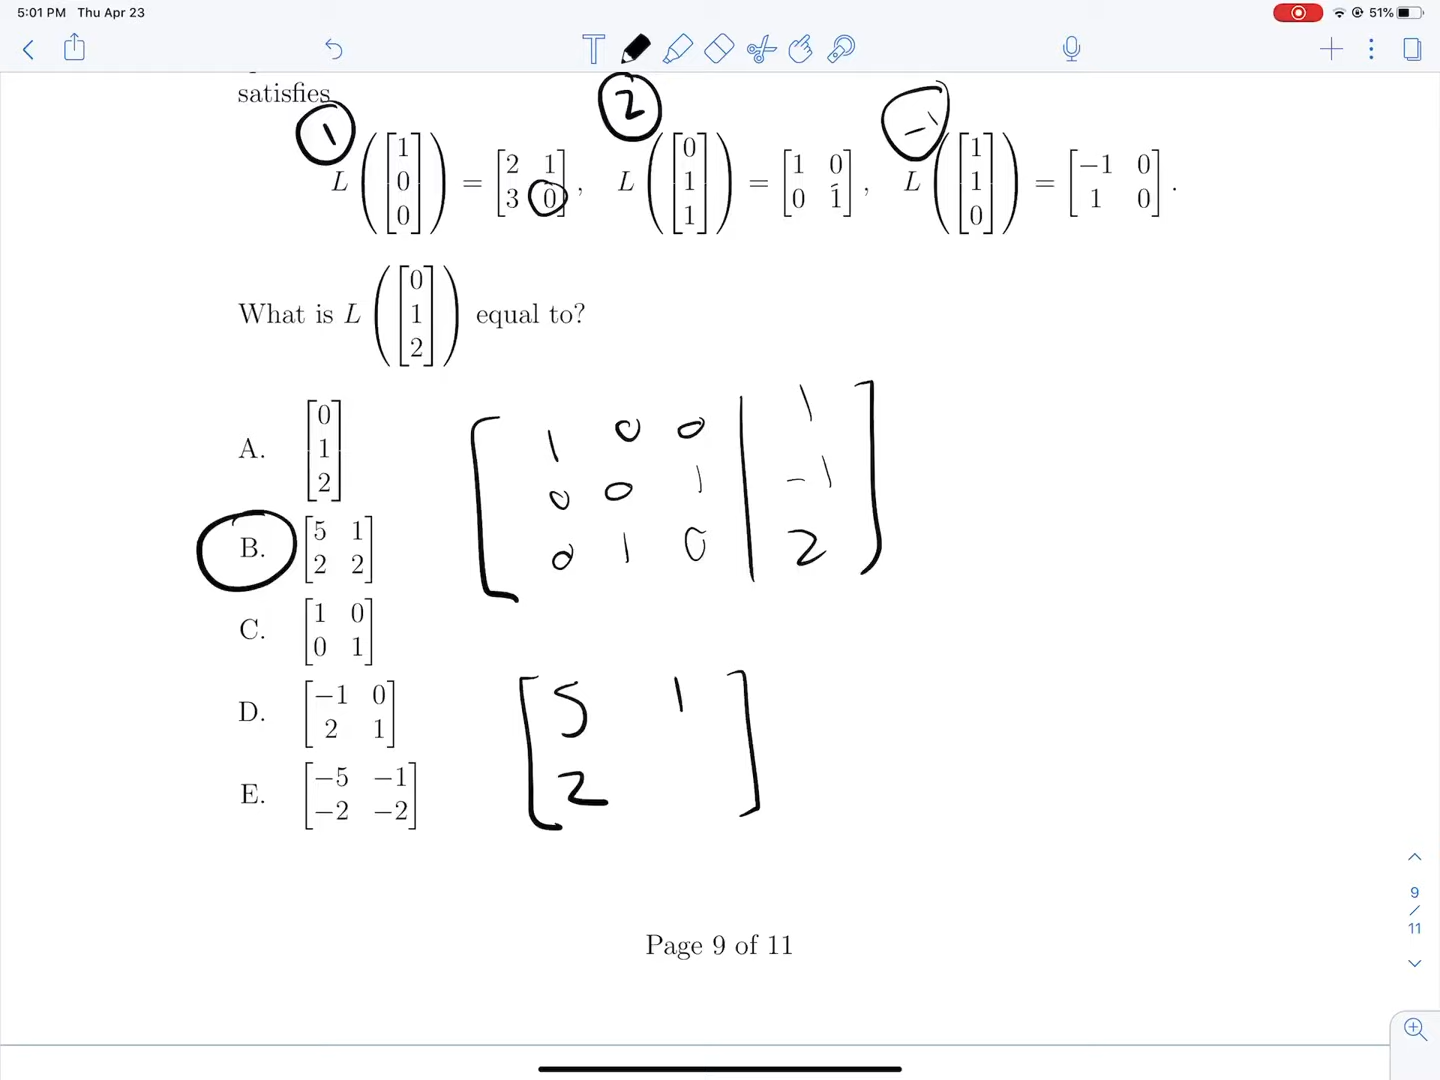 5:01 PM Thu Apr 23 51%
T
satisfies
1 2 -1
L([1 0 0]) = [2 1 3 0], L([0 1 1]) = [1 0 0 1], L([1 1 0]) = [−1 0 1 0].
What is L([0 1 2]) equal to?
A. [0 1 2]
B. [5 1 2 2]
C. [1 0 0 1]
D. [−1 0 2 1]
E. [−5 −1 −2 −2]
[1 0 0 | 1
0 0 1 | -1
0 1 0 | 2]
[5 1
2]
9
/
11
Page 9 of 11